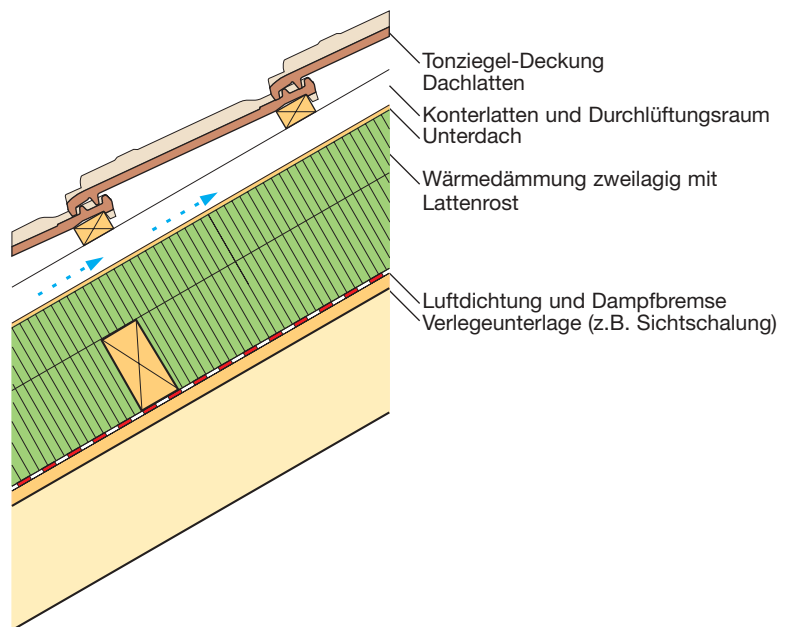 Tonziegel-Deckung
Dachlatten
Konterlatten und Durchlüftungsraum
Unterdach
Wärmedämmung zweilagig mit
Lattenrost
Luftdichtung und Dampfbremse
Verlegeunterlage (z.B. Sichtschalung)